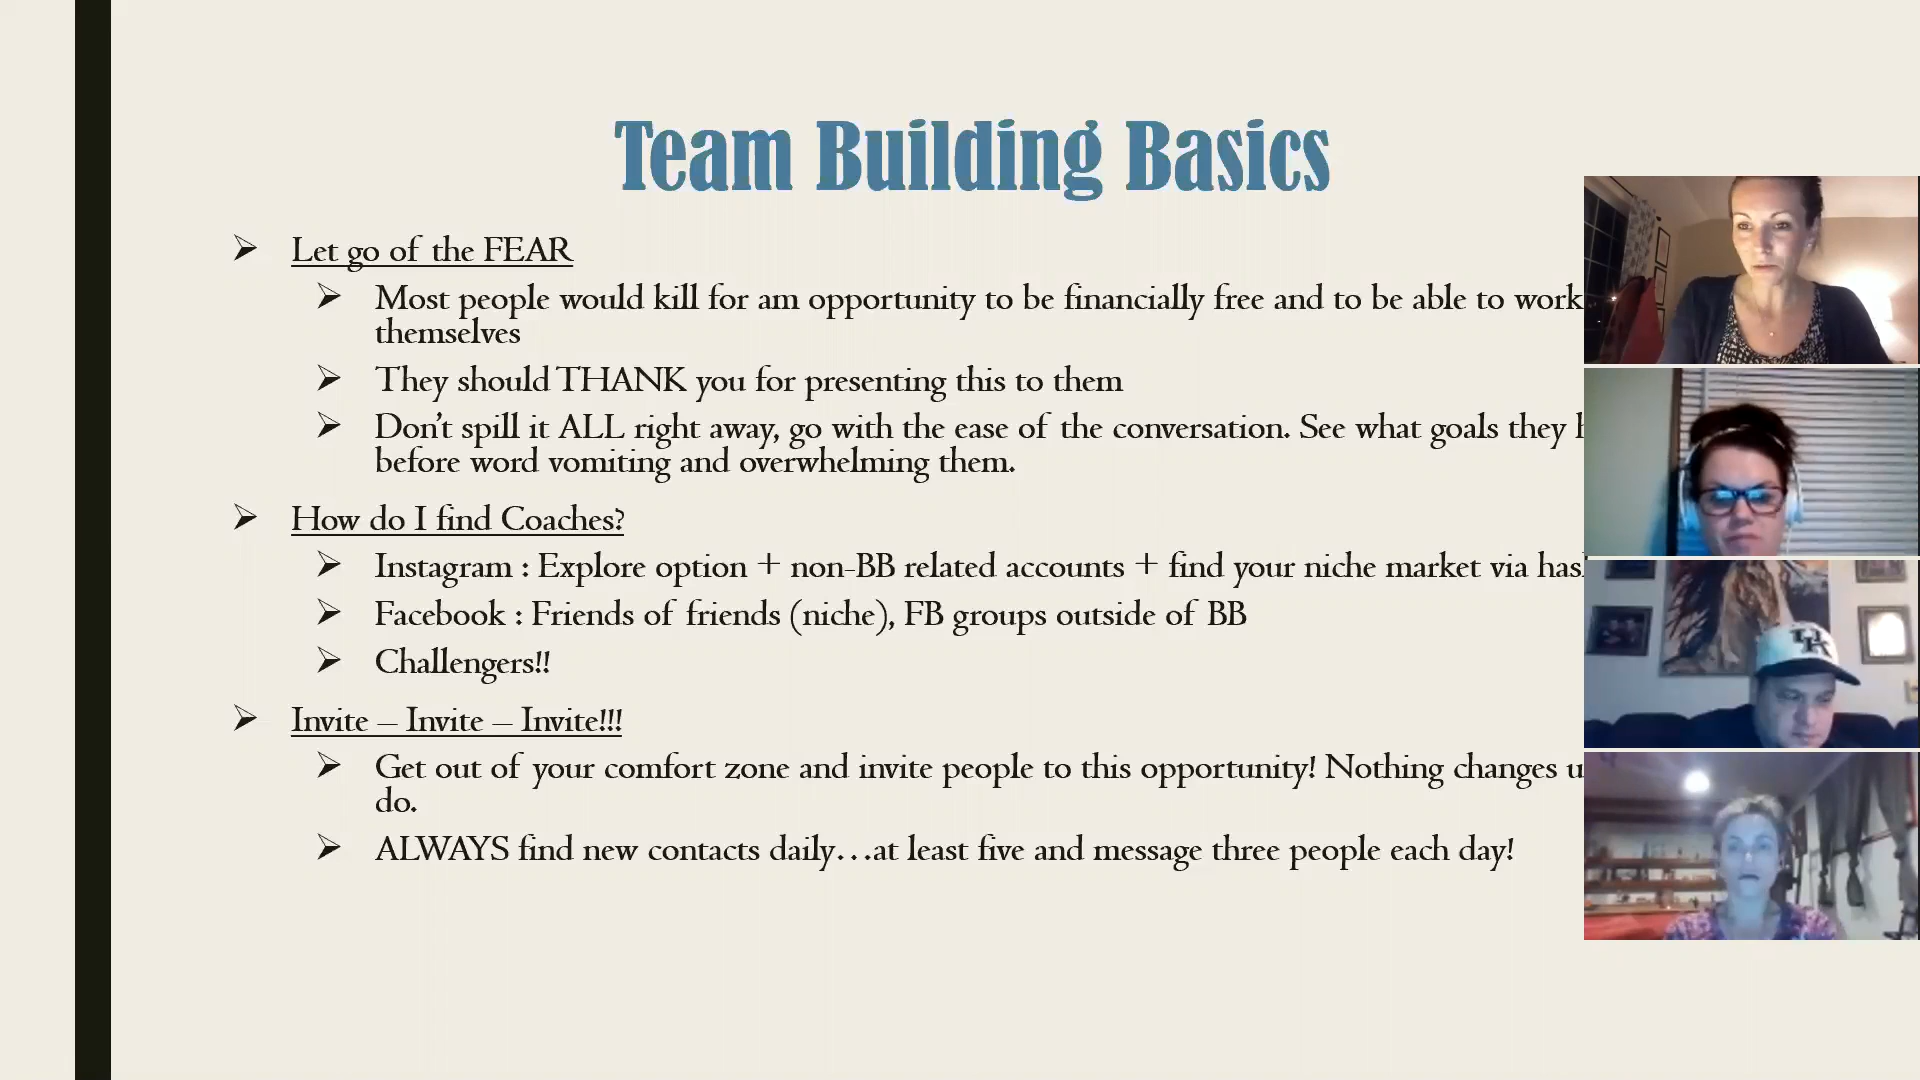 Team Building Basics
Let go of the FEAR
Most people would kill for am opportunity to be financially free and to be able to work
themselves
They should THANK you for presenting this to them
Don't spill it ALL right away, go with the ease of the conversation. See what goals they
before word vomiting and overwhelming them.
How do I find Coaches?
Instagram : Explore option + non-BB related accounts + find your niche market via
Facebook : Friends of friends (niche), FB groups outside of BB
Challengers!!
Invite – Invite – Invite!!!
Get out of your comfort zone and invite people to this opportunity! Nothing changes
do.
ALWAYS find new contacts daily…at least five and message three people each day!
UK